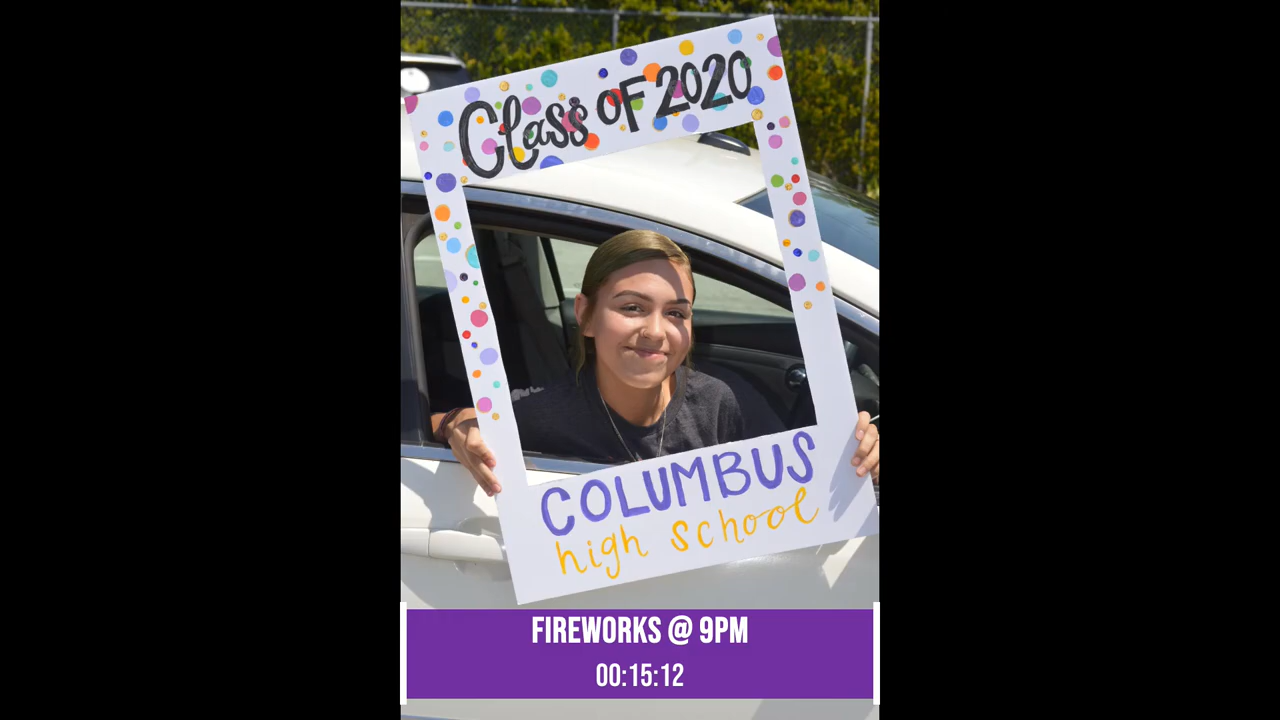 Class of 2020
COLUMBUS
high school
FIREWORKS @ 9PM
00:15:12